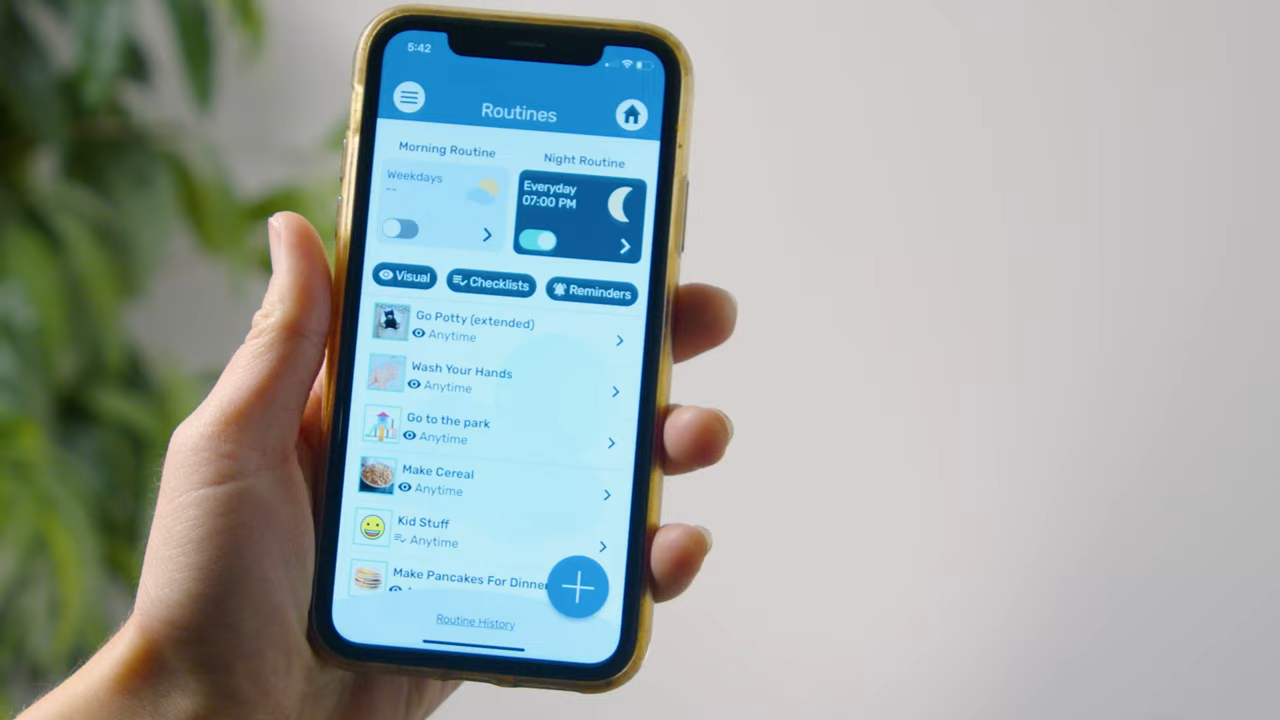 5:42
Routines
Morning Routine
Weekdays
--
Night Routine
Everyday
07:00 PM
Visual
Checklists
Reminders
Go Potty (extended)
Anytime
Wash Your Hands
Anytime
Go to the park
Anytime
Make Cereal
Anytime
Kid Stuff
Anytime
Make Pancakes For Dinner
Routine History